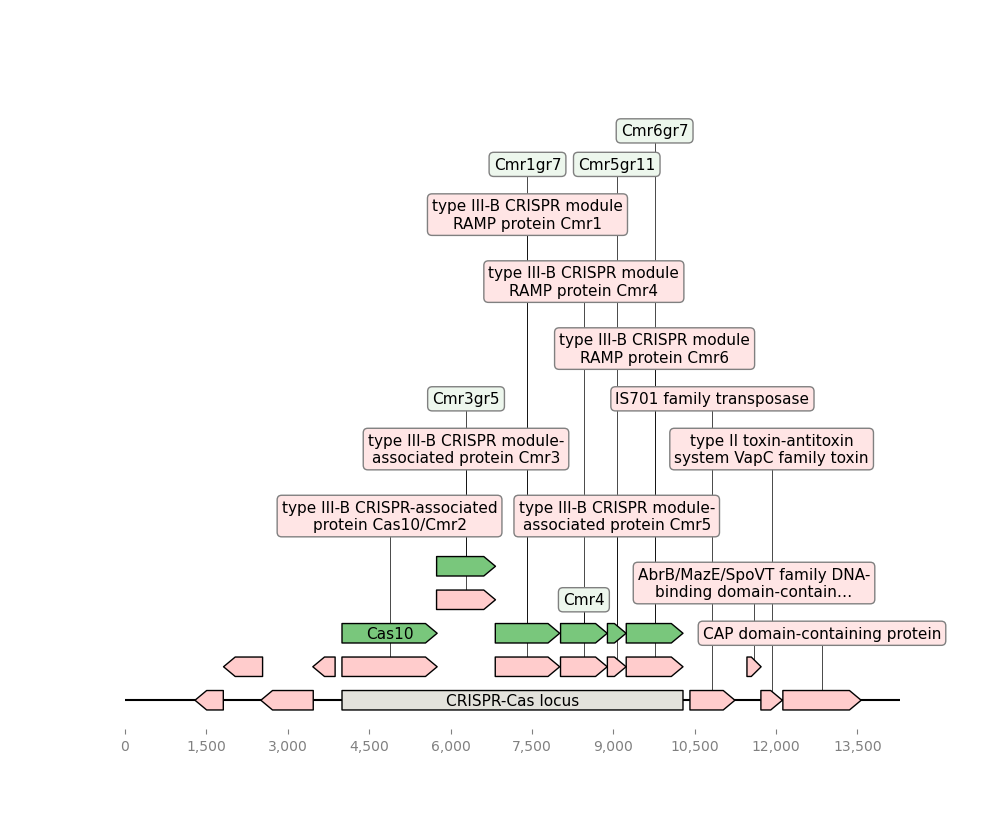 Cmr6gr7
Cmr1gr7
Cmr5gr11
type III-B CRISPR module
RAMP protein Cmr1
type III-B CRISPR module
RAMP protein Cmr4
type III-B CRISPR module
RAMP protein Cmr6
Cmr3gr5
IS701 family transposase
type III-B CRISPR module-
associated protein Cmr3
type II toxin-antitoxin
system VapC family toxin
type III-B CRISPR-associated
protein Cas10/Cmr2
type III-B CRISPR module-
associated protein Cmr5
AbrB/MazE/SpoVT family DNA-
binding domain-contain…
Cmr4
Cas10
CAP domain-containing protein
CRISPR-Cas locus
0
1,500
3,000
4,500
6,000
7,500
9,000
10,500
12,000
13,500